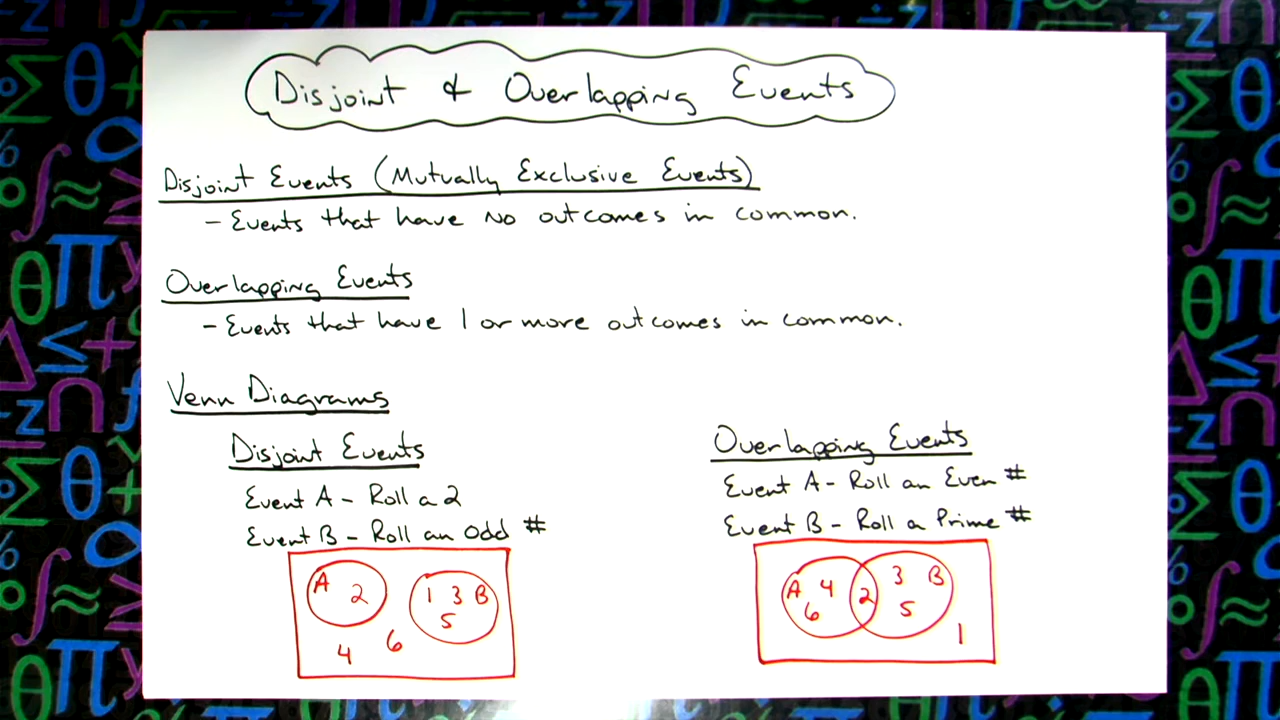 Disjoint & Overlapping Events
Disjoint Events (Mutually Exclusive Events)
- Events that have no outcomes in common.
Overlapping Events
- Events that have 1 or more outcomes in common.
Venn Diagrams
Disjoint Events
Event A - Roll a 2
Event B - Roll an Odd #
A 2
1 3 B
5
4 6
Overlapping Events
Event A - Roll an Even #
Event B - Roll a Prime #
A 4 2 3 B
6 5
1